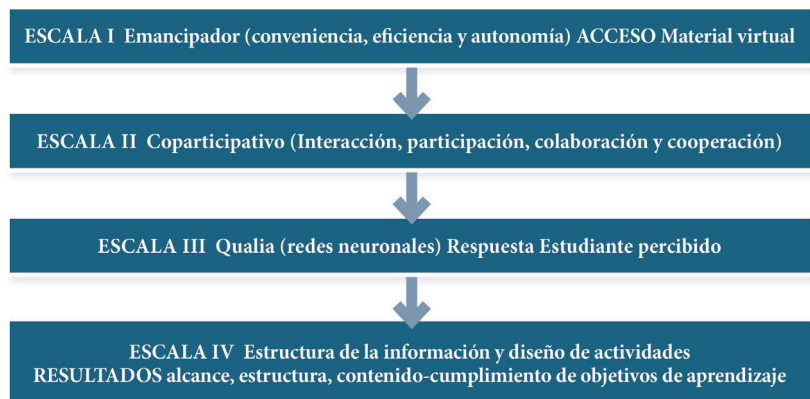 ESCALA I Emancipador (conveniencia, eficiencia y autonomía) ACCESO Material virtual
ESCALA II Coparticipativo (Interacción, participación, colaboración y cooperación)
ESCALA III Qualia (redes neuronales) Respuesta Estudiante percibido
ESCALA IV Estructura de la información y diseño de actividades
RESULTADOS alcance, estructura, contenido-cumplimiento de objetivos de aprendizaje